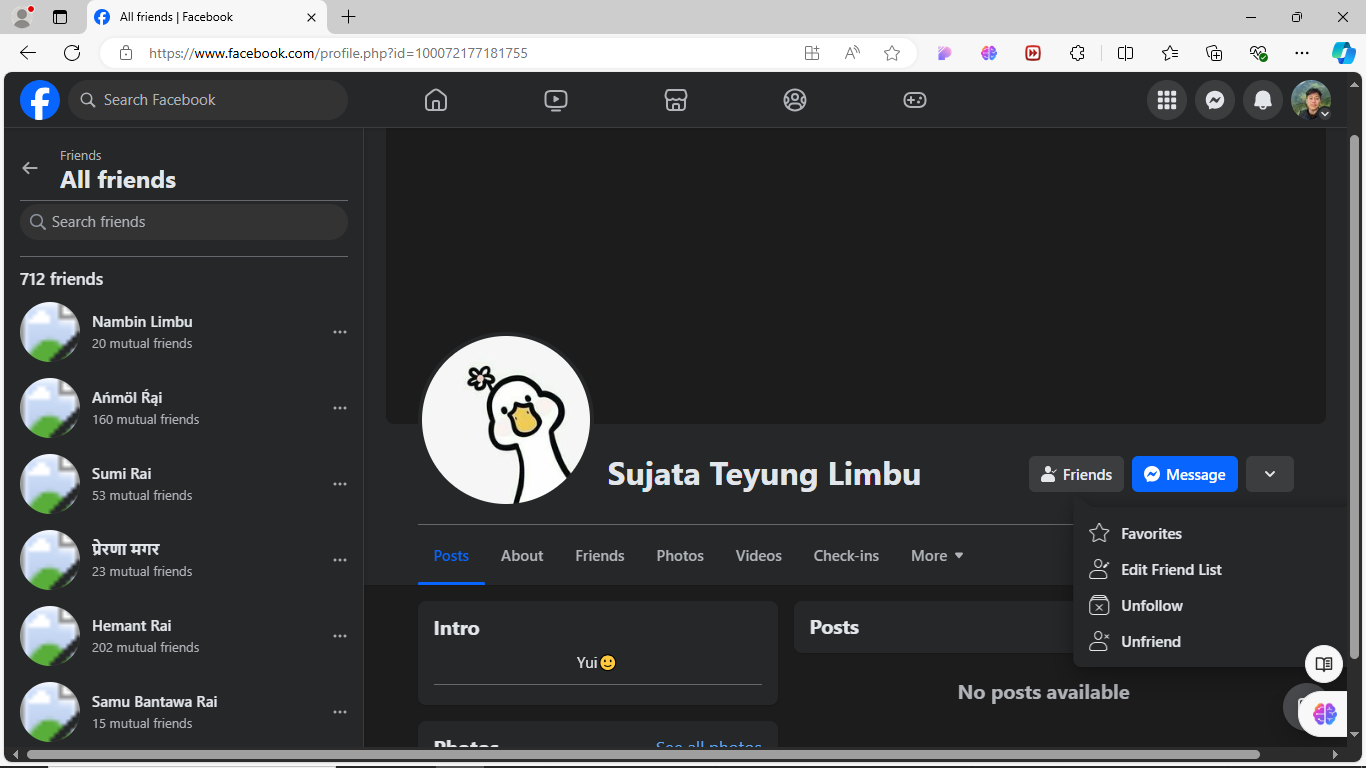 All friends | Facebook
https://www.facebook.com/profile.php?id=100072177181755
Search Facebook
Friends
All friends
Search friends
712 friends
Nambin Limbu
20 mutual friends
Ańmöl Ŕąi
160 mutual friends
Sumi Rai
53 mutual friends
प्रेरणा मगर
23 mutual friends
Hemant Rai
202 mutual friends
Samu Bantawa Rai
15 mutual friends
Sujata Teyung Limbu
Friends
Message
Favorites
Edit Friend List
Unfollow
Unfriend
Posts About Friends Photos Videos Check-ins More
Intro
Yui🙂
Photos
See all photos
Posts
No posts available